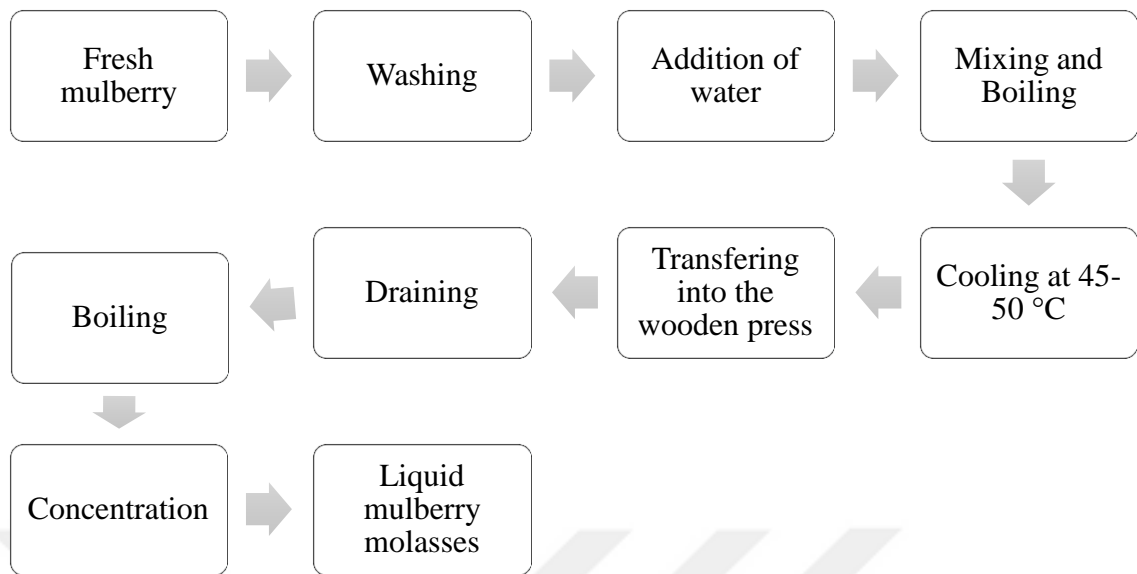 Fresh
mulberry
Washing
Addition of
water
Mixing and
Boiling
Cooling at 45-
50 °C
Transfering
into the
wooden press
Draining
Boiling
Concentration
Liquid
mulberry
molasses